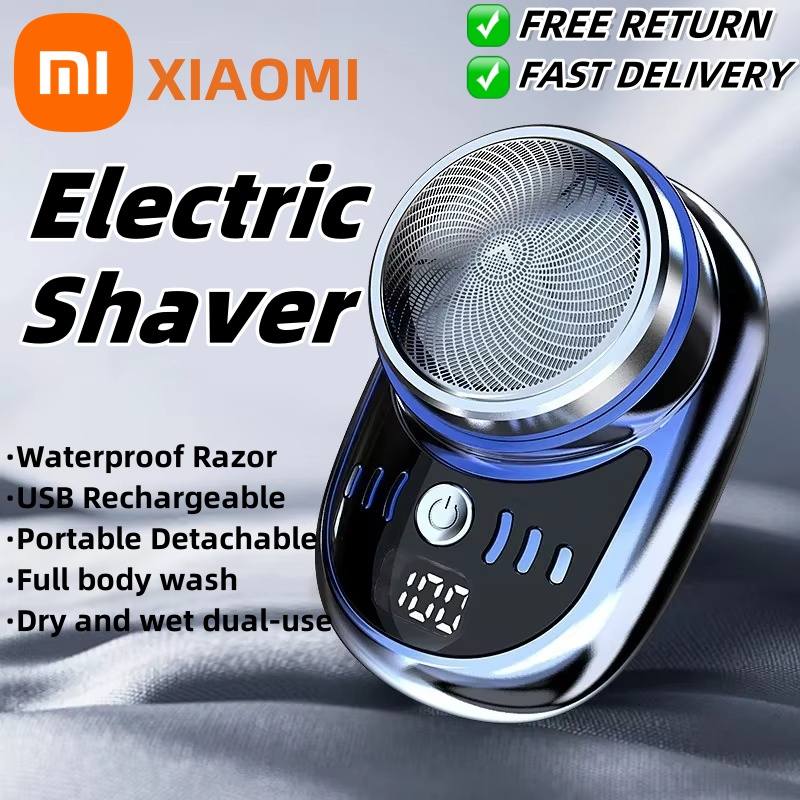 mi XIAOMI
✅ FREE RETURN
✅ FAST DELIVERY
Electric
Shaver
·Waterproof Razor
·USB Rechargeable
·Portable Detachable
·Full body wash
·Dry and wet dual-use
100